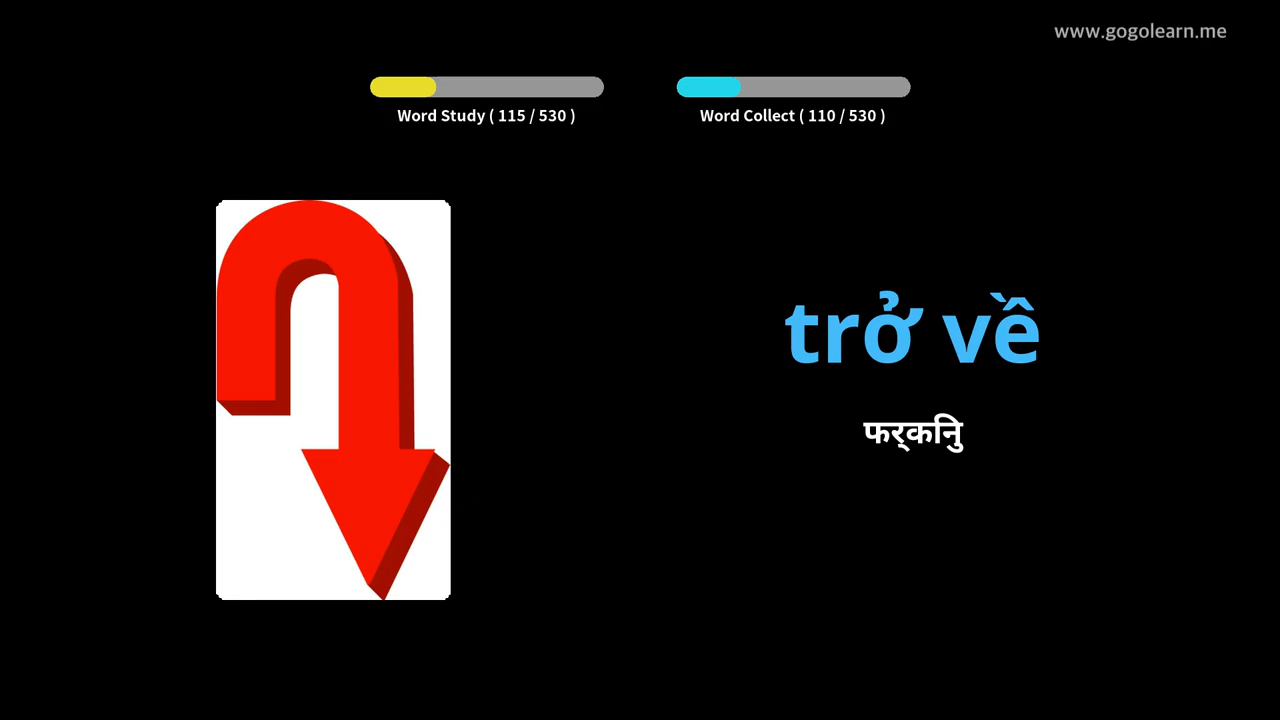 www.gogolearn.me
Word Study ( 115 / 530 )
Word Collect ( 110 / 530 )
trở về
फर्कनु